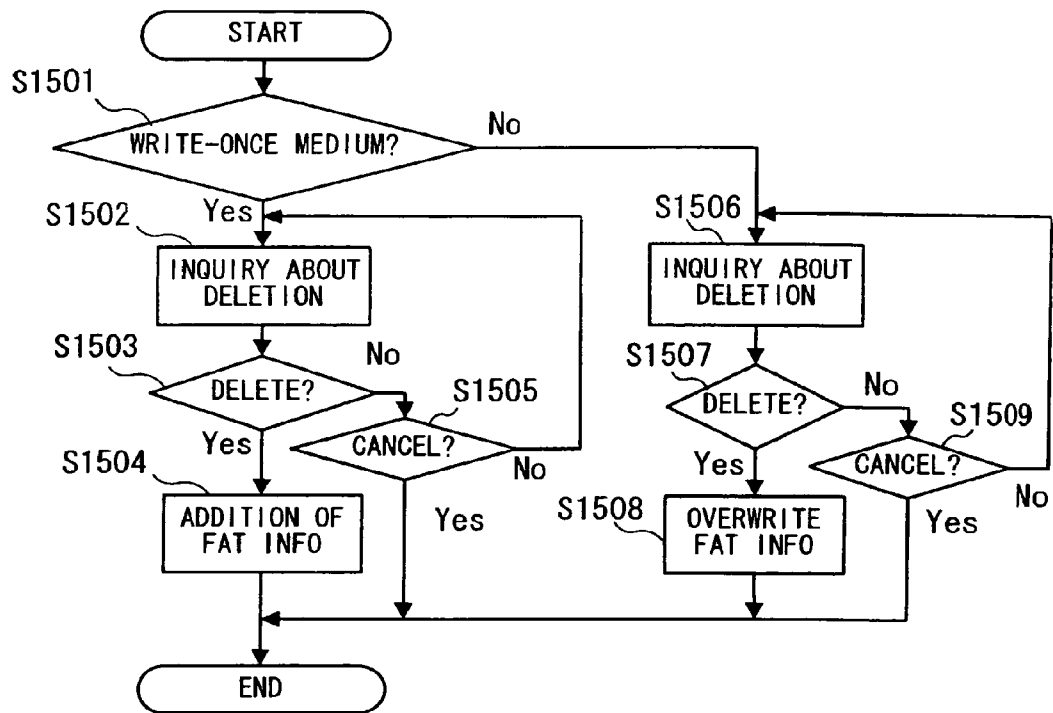 START
S1501
WRITE-ONCE MEDIUM?
No
Yes
S1502
INQUIRY ABOUT
DELETION
S1503
DELETE?
No
Yes
S1505
CANCEL?
No
Yes
S1504
ADDITION OF
FAT INFO
S1506
INQUIRY ABOUT
DELETION
S1507
DELETE?
No
Yes
S1509
CANCEL?
No
Yes
S1508
OVERWRITE
FAT INFO
END